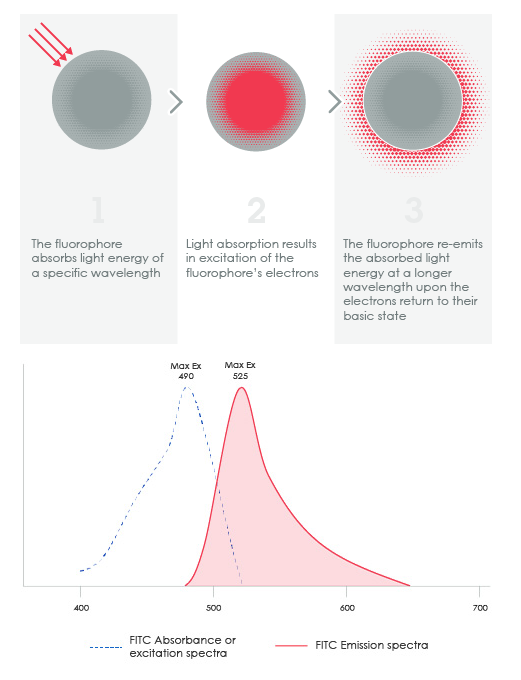 1
The fluorophore
absorbs light energy of
a specific wavelength
2
Light absorption results
in excitation of the
fluorophore's electrons
3
The fluorophore re-emits
the absorbed light
energy at a longer
wavelength upon the
electrons return to their
basic state
Max Ex
490
Max Ex
525
400
500
600
700
FITC Absorbance or
excitation spectra
FITC Emission spectra